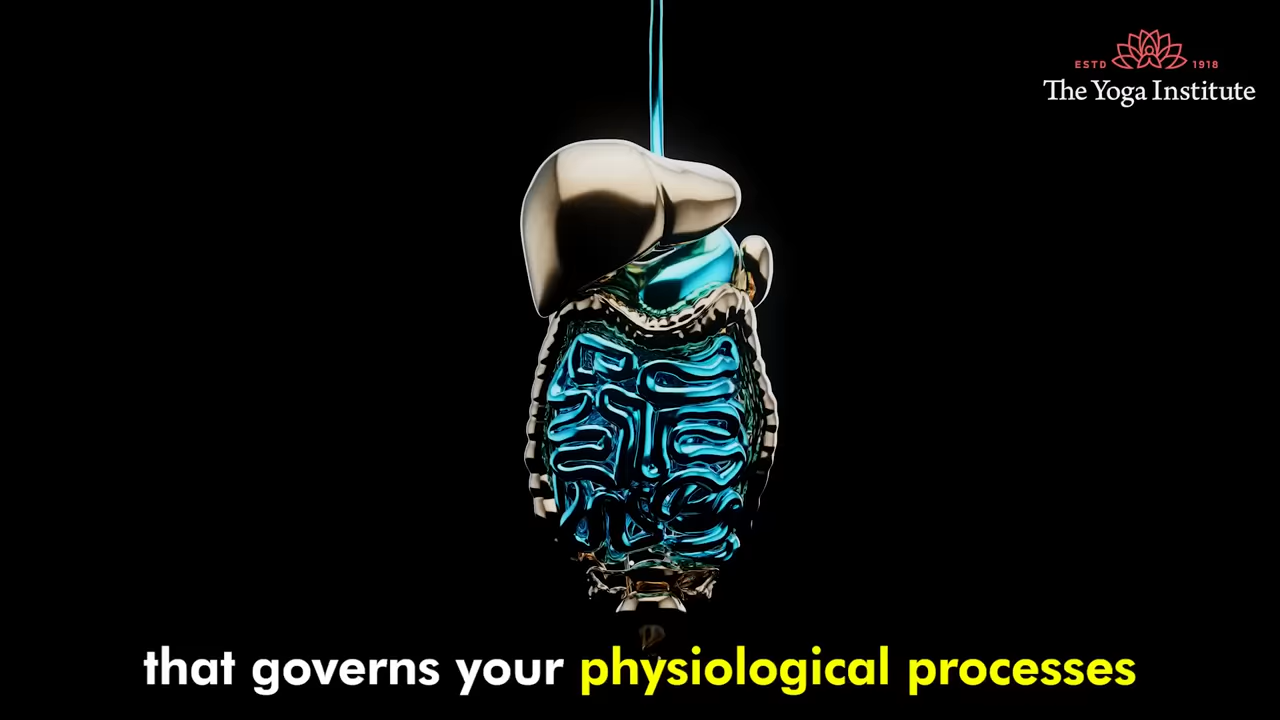 ESTD 1918
The Yoga Institute
that governs your physiological processes